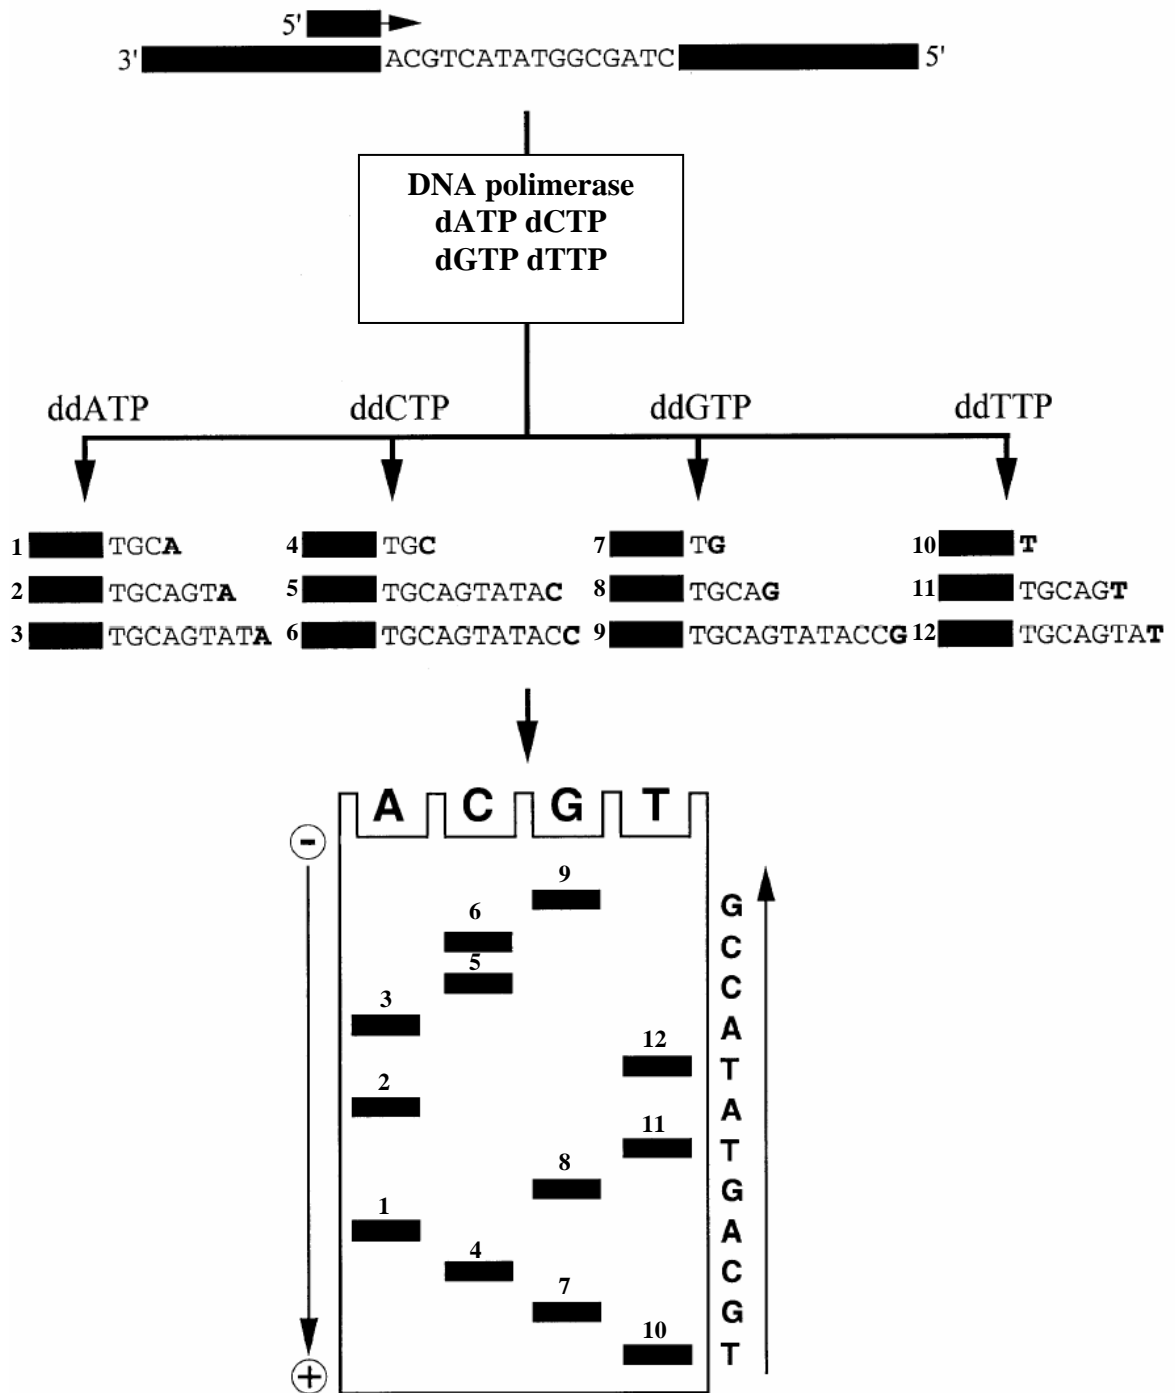 5'
3' ACGTCATATGGCGATC 5'
DNA polimerase
dATP dCTP
dGTP dTTP
ddATP ddCTP ddGTP ddTTP
1 TGCA 4 TGC 7 TG 10 T
2 TGCAGTA 5 TGCAGTATAC 8 TGCAG 11 TGCAGT
3 TGCAGTATA 6 TGCAGTATACC 9 TGCAGTATACCG 12 TGCAGTAT
A C G T
-
9 G
6 C
5 C
3 A
12 T
2 A
11 T
8 G
1 A
4 C
7 G
10 T
+